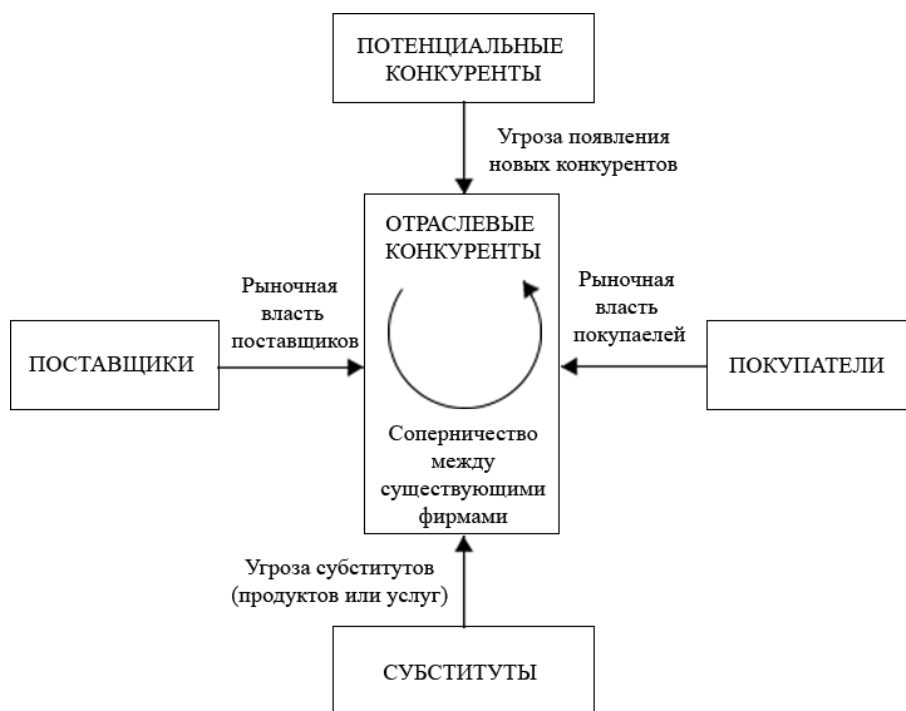 ПОТЕНЦИАЛЬНЫЕ
КОНКУРЕНТЫ
Угроза появления
новых конкурентов
ОТРАСЛЕВЫЕ
КОНКУРЕНТЫ
Рыночная
власть
поставщиков
Рыночная
власть
покупаелей
ПОСТАВЩИКИ
ПОКУПАТЕЛИ
Соперничество
между
существующими
фирмами
Угроза субститутов
(продуктов или услуг)
СУБСТИТУТЫ